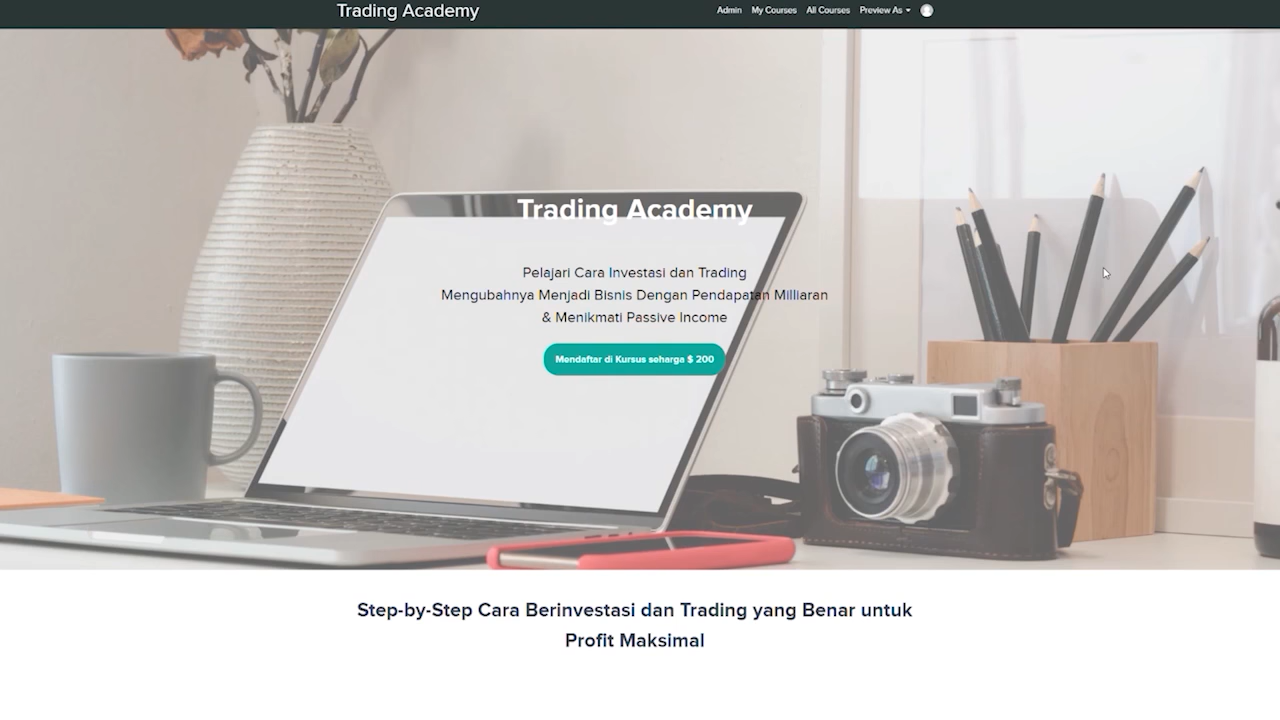 Trading Academy
Admin
My Courses
All Courses
Preview As
Trading Academy
Pelajari Cara Investasi dan Trading
Mengubahnya Menjadi Bisnis Dengan Pendapatan Milliaran
& Menikmati Passive Income
Mendaftar di Kursus seharga $ 200
Step-by-Step Cara Berinvestasi dan Trading yang Benar untuk
Profit Maksimal